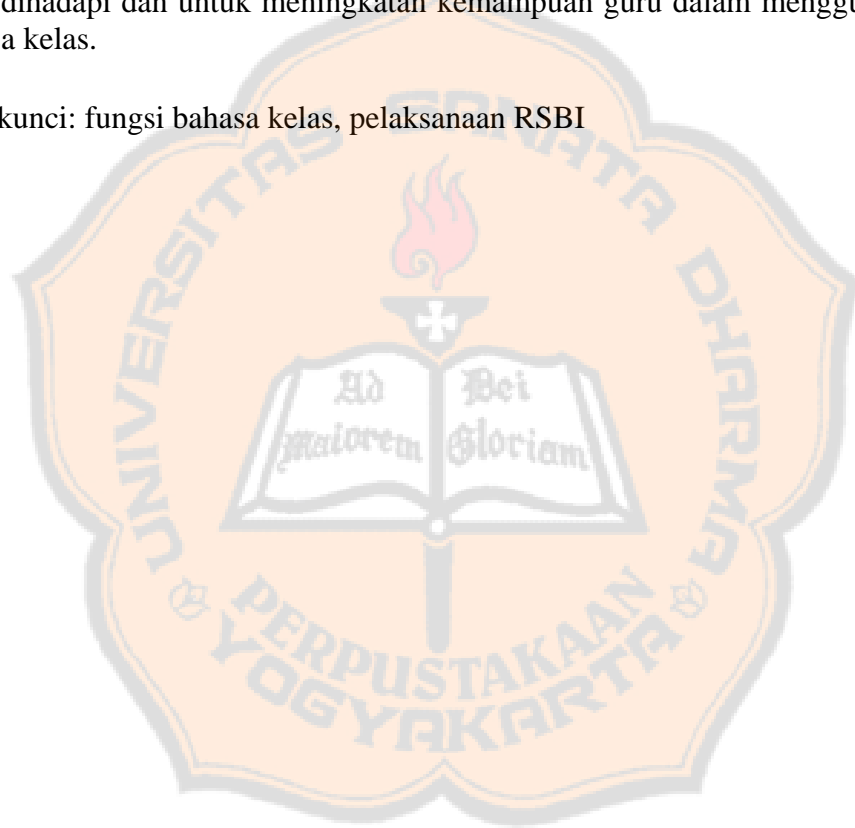 dihadapi dan untuk meningkatan kemampuan guru dalam menggu
a kelas.
kunci: fungsi bahasa kelas, pelaksanaan RSBI
UNIVERSITAS SANATA DHARMA
Ad
maiorem
Dei
Gloriam
PERPUSTAKAAN
YOGYAKARTA